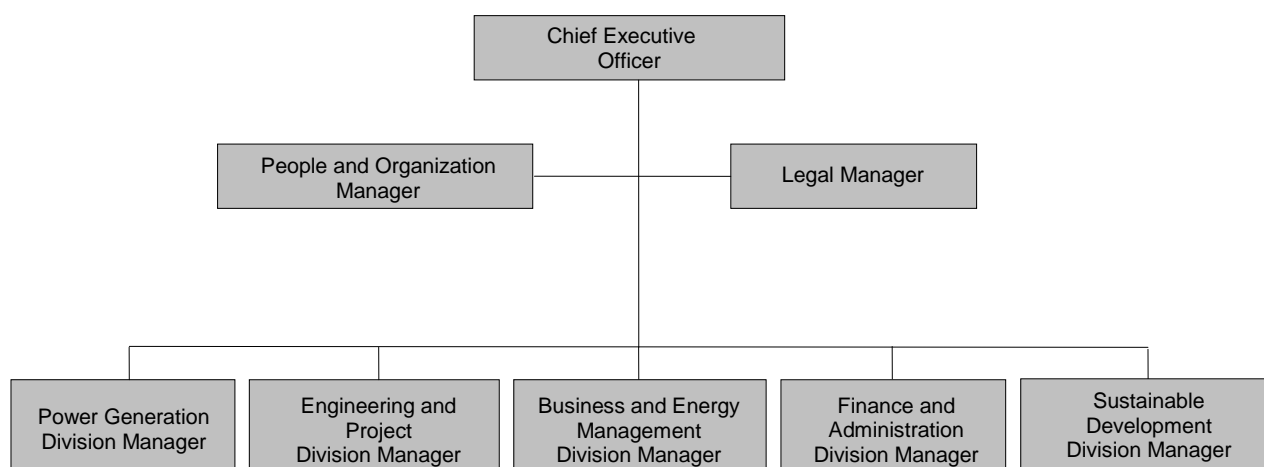 Chief Executive
Officer
People and Organization
Manager
Legal Manager
Power Generation
Division Manager
Engineering and
Project
Division Manager
Business and Energy
Management
Division Manager
Finance and
Administration
Division Manager
Sustainable
Development
Division Manager